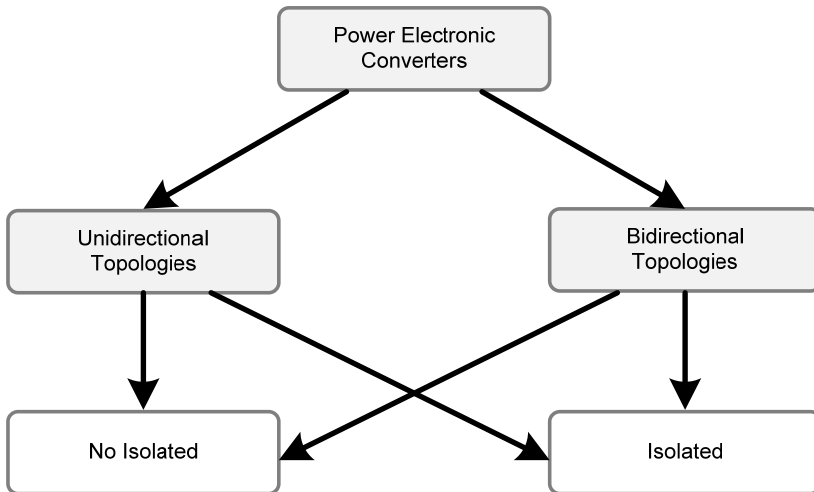 Power Electronic
Converters
Unidirectional
Topologies
Bidirectional
Topologies
No Isolated
Isolated